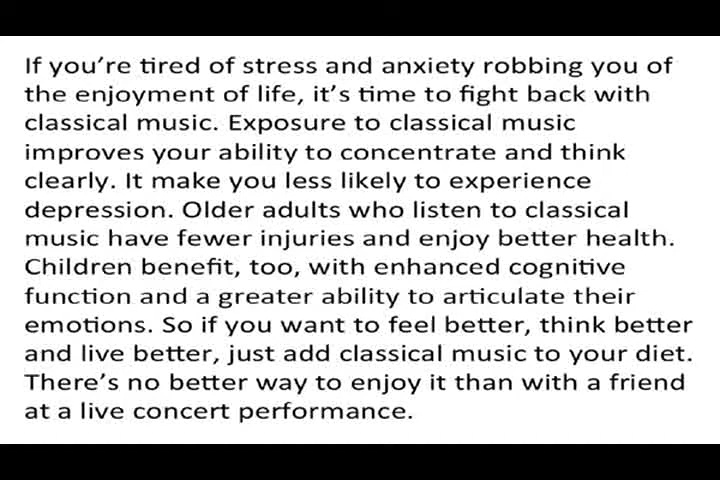 If you’re tired of stress and anxiety robbing you of
the enjoyment of life, it’s time to fight back with
classical music. Exposure to classical music
improves your ability to concentrate and think
clearly. It make you less likely to experience
depression. Older adults who listen to classical
music have fewer injuries and enjoy better health.
Children benefit, too, with enhanced cognitive
function and a greater ability to articulate their
emotions. So if you want to feel better, think better
and live better, just add classical music to your diet.
There’s no better way to enjoy it than with a friend
at a live concert performance.